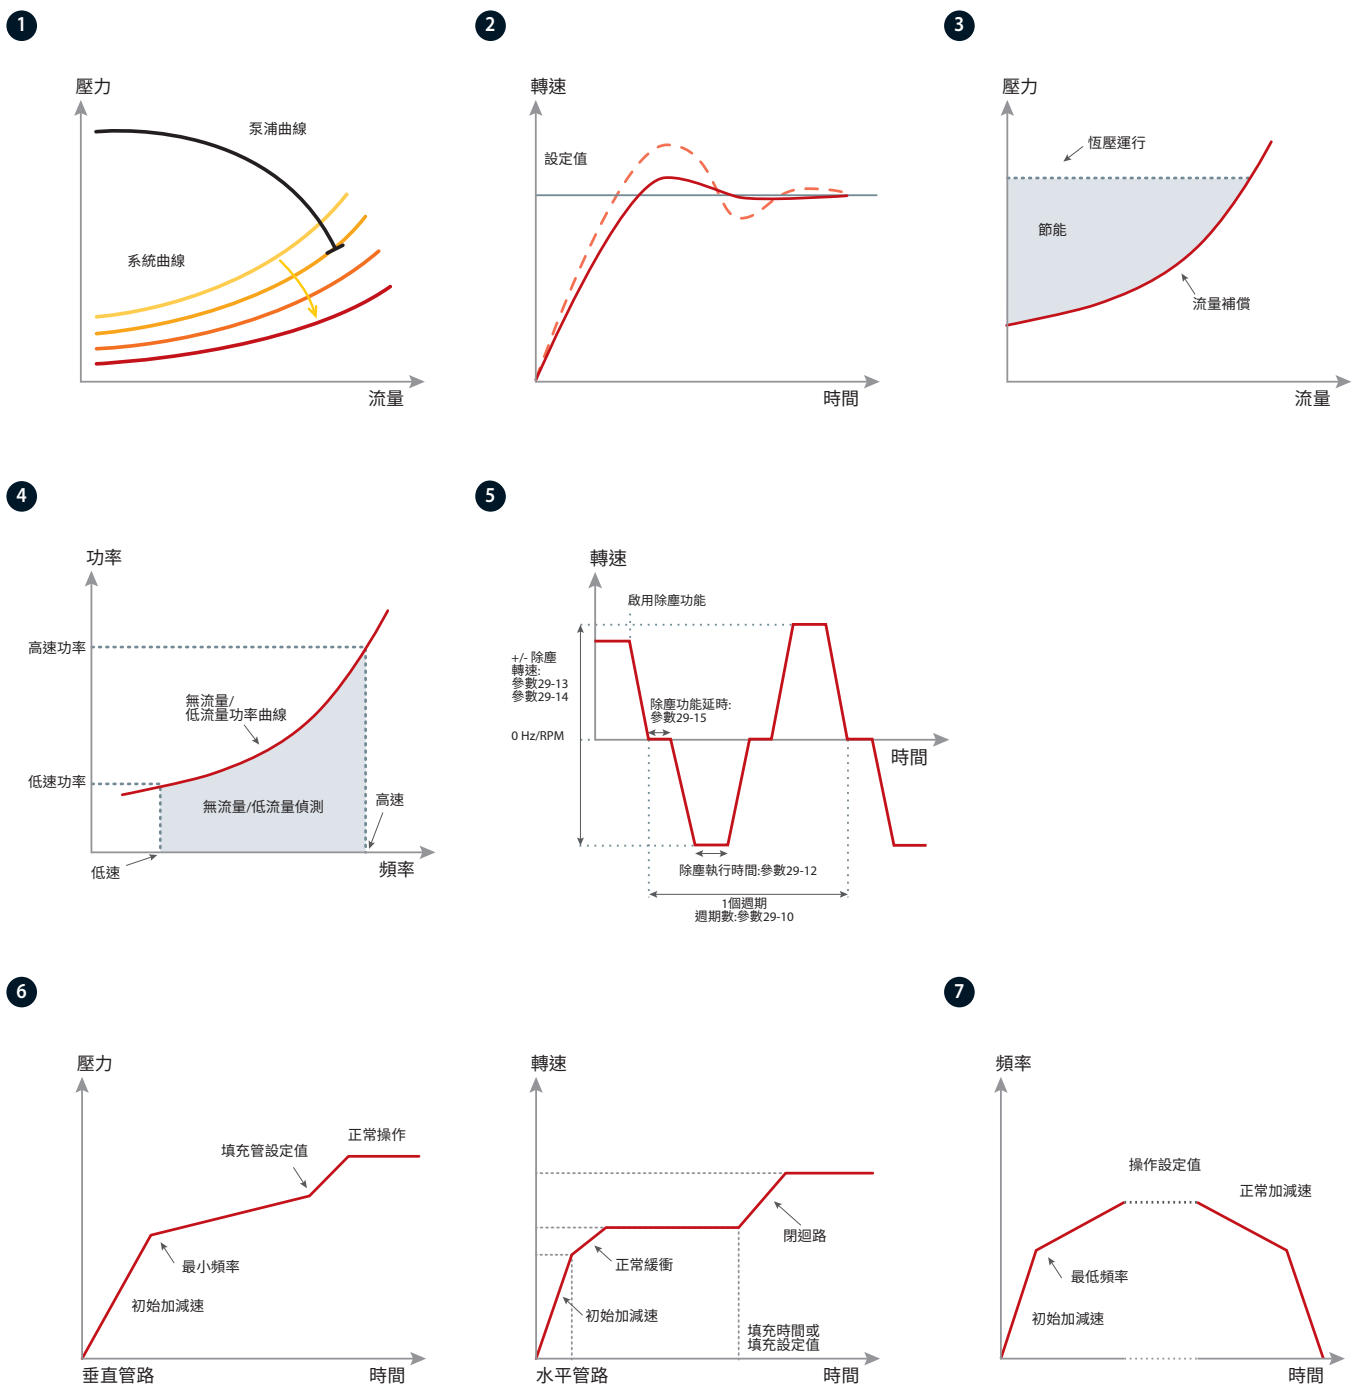 1
壓力
泵浦曲線
系統曲線
流量
2
轉速
設定值
時間
3
壓力
恆壓運行
節能
流量補償
流量
4
功率
高速功率
無流量/
低流量功率曲線
低速功率
無流量/低流量偵測
高速
低速
頻率
5
轉速
啟用除塵功能
+/- 除塵
轉速:
參數29-13
參數29-14
除塵功能延時:
參數29-15
0 Hz/RPM
時間
除塵執行時間:參數29-12
1個週期
週期數:參數29-10
6
壓力
正常操作
填充管設定值
最小頻率
初始加減速
垂直管路
時間
轉速
閉迴路
正常緩衝
初始加減速
填充時間或
填充設定值
水平管路
時間
7
頻率
操作設定值
正常加減速
最低頻率
初始加減速
時間